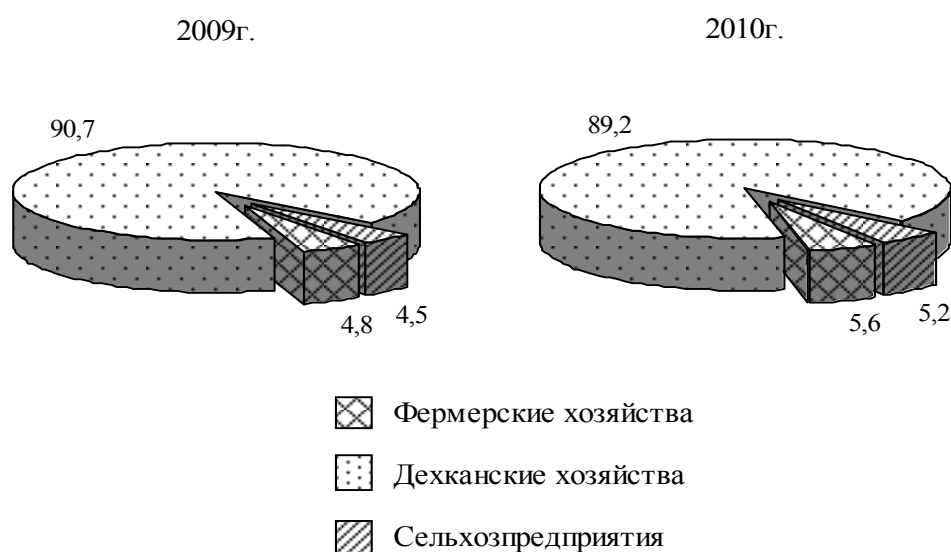 2009г.
2010г.
90,7
89,2
4,8
4,5
5,6
5,2
Фермерские хозяйства
Дехканские хозяйства
Сельхозпредприятия